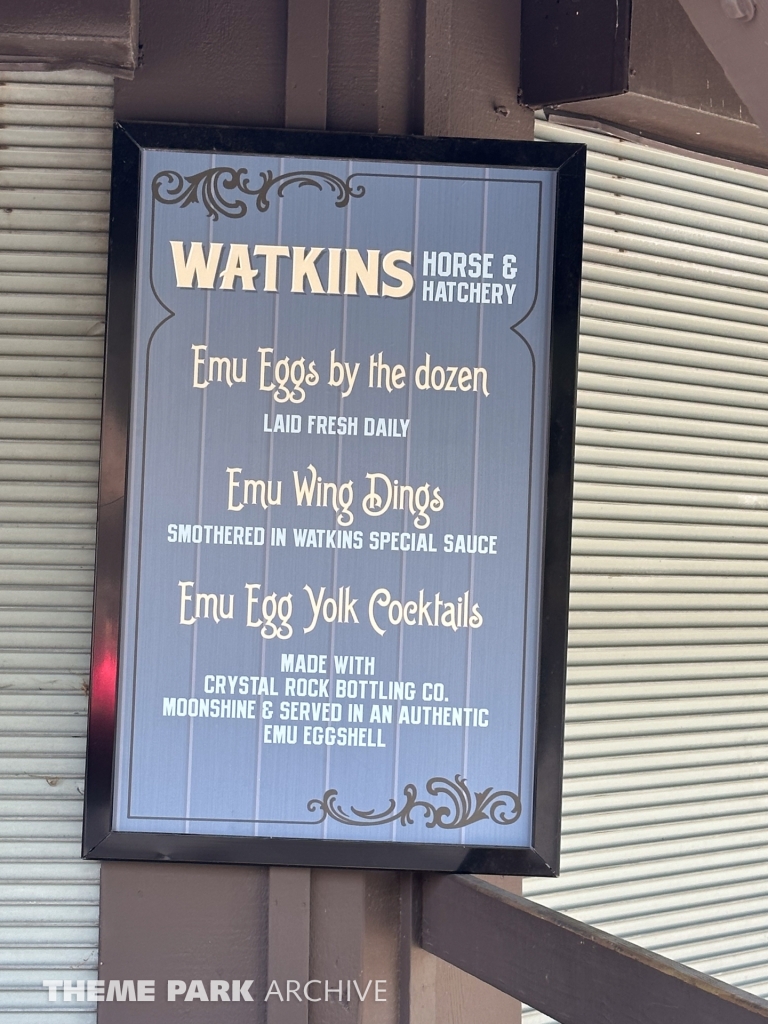 WATKINS HORSE &
HATCHERY
Emu Eggs by the dozen
LAID FRESH DAILY
Emu Wing Dings
SMOTHERED IN WATKINS SPECIAL SAUCE
Emu Egg Yolk Cocktails
MADE WITH
CRYSTAL ROCK BOTTLING CO.
MOONSHINE & SERVED IN AN AUTHENTIC
EMU EGGSHELL
THEME PARK ARCHIVE